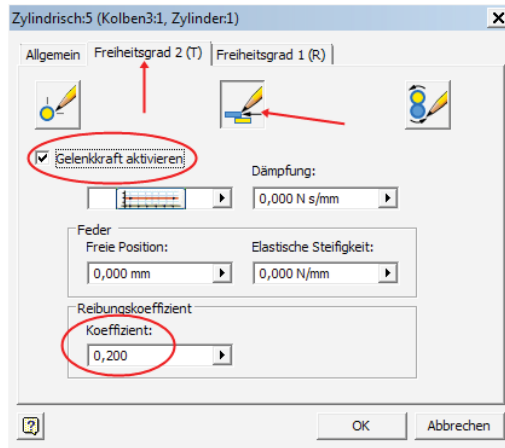 Zylindrisch:5 (Kolben3:1, Zylinder:1)
Allgemein Freiheitsgrad 2 (T) Freiheitsgrad 1 (R)
Gelenkkraft aktivieren
Dämpfung:
0,000 N s/mm
Feder
Freie Position: Elastische Steifigkeit:
0,000 mm 0,000 N/mm
Reibungskoeffizient
Koeffizient:
0,200
OK Abbrechen